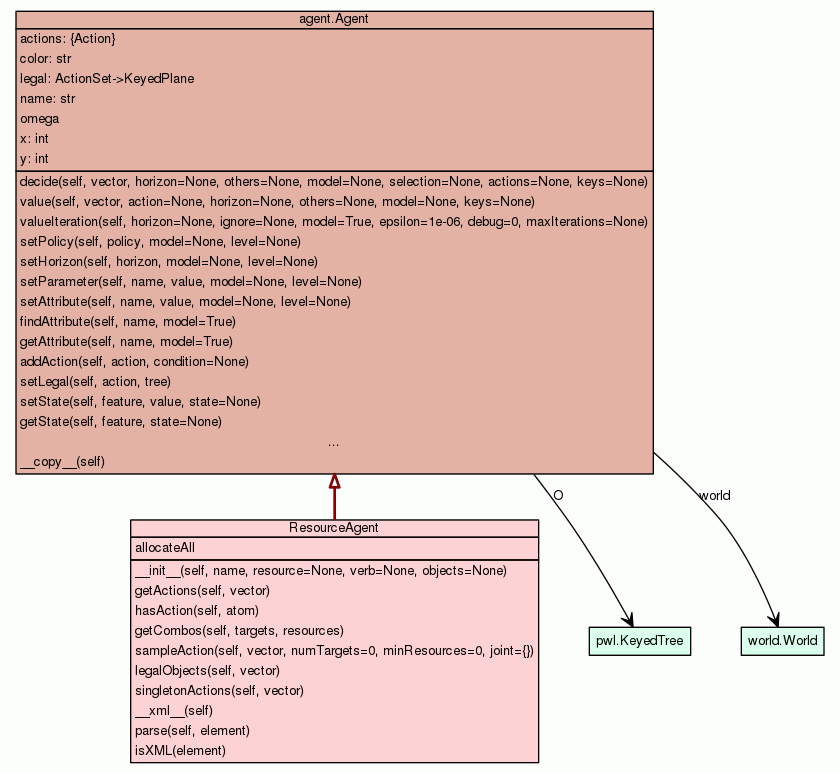 agent.Agent
actions: {Action}
color: str
legal: ActionSet->KeyedPlane
name: str
omega
x: int
y: int
decide(self, vector, horizon=None, others=None, model=None, selection=None, actions=None, keys=None)
value(self, vector, action=None, horizon=None, others=None, model=None, keys=None)
valueIteration(self, horizon=None, ignore=None, model=True, epsilon=1e-06, debug=0, maxIterations=None)
setPolicy(self, policy, model=None, level=None)
setHorizon(self, horizon, model=None, level=None)
setParameter(self, name, value, model=None, level=None)
setAttribute(self, name, value, model=None, level=None)
findAttribute(self, name, model=True)
getAttribute(self, name, model=True)
addAction(self, action, condition=None)
setLegal(self, action, tree)
setState(self, feature, value, state=None)
getState(self, feature, state=None)
...
__copy__(self)
O
world
ResourceAgent
allocateAll
__init__(self, name, resource=None, verb=None, objects=None)
getActions(self, vector)
hasAction(self, atom)
getCombos(self, targets, resources)
sampleAction(self, vector, numTargets=0, minResources=0, joint={})
legalObjects(self, vector)
singletonActions(self, vector)
__xml__(self)
parse(self, element)
isXML(element)
pwl.KeyedTree
world.World